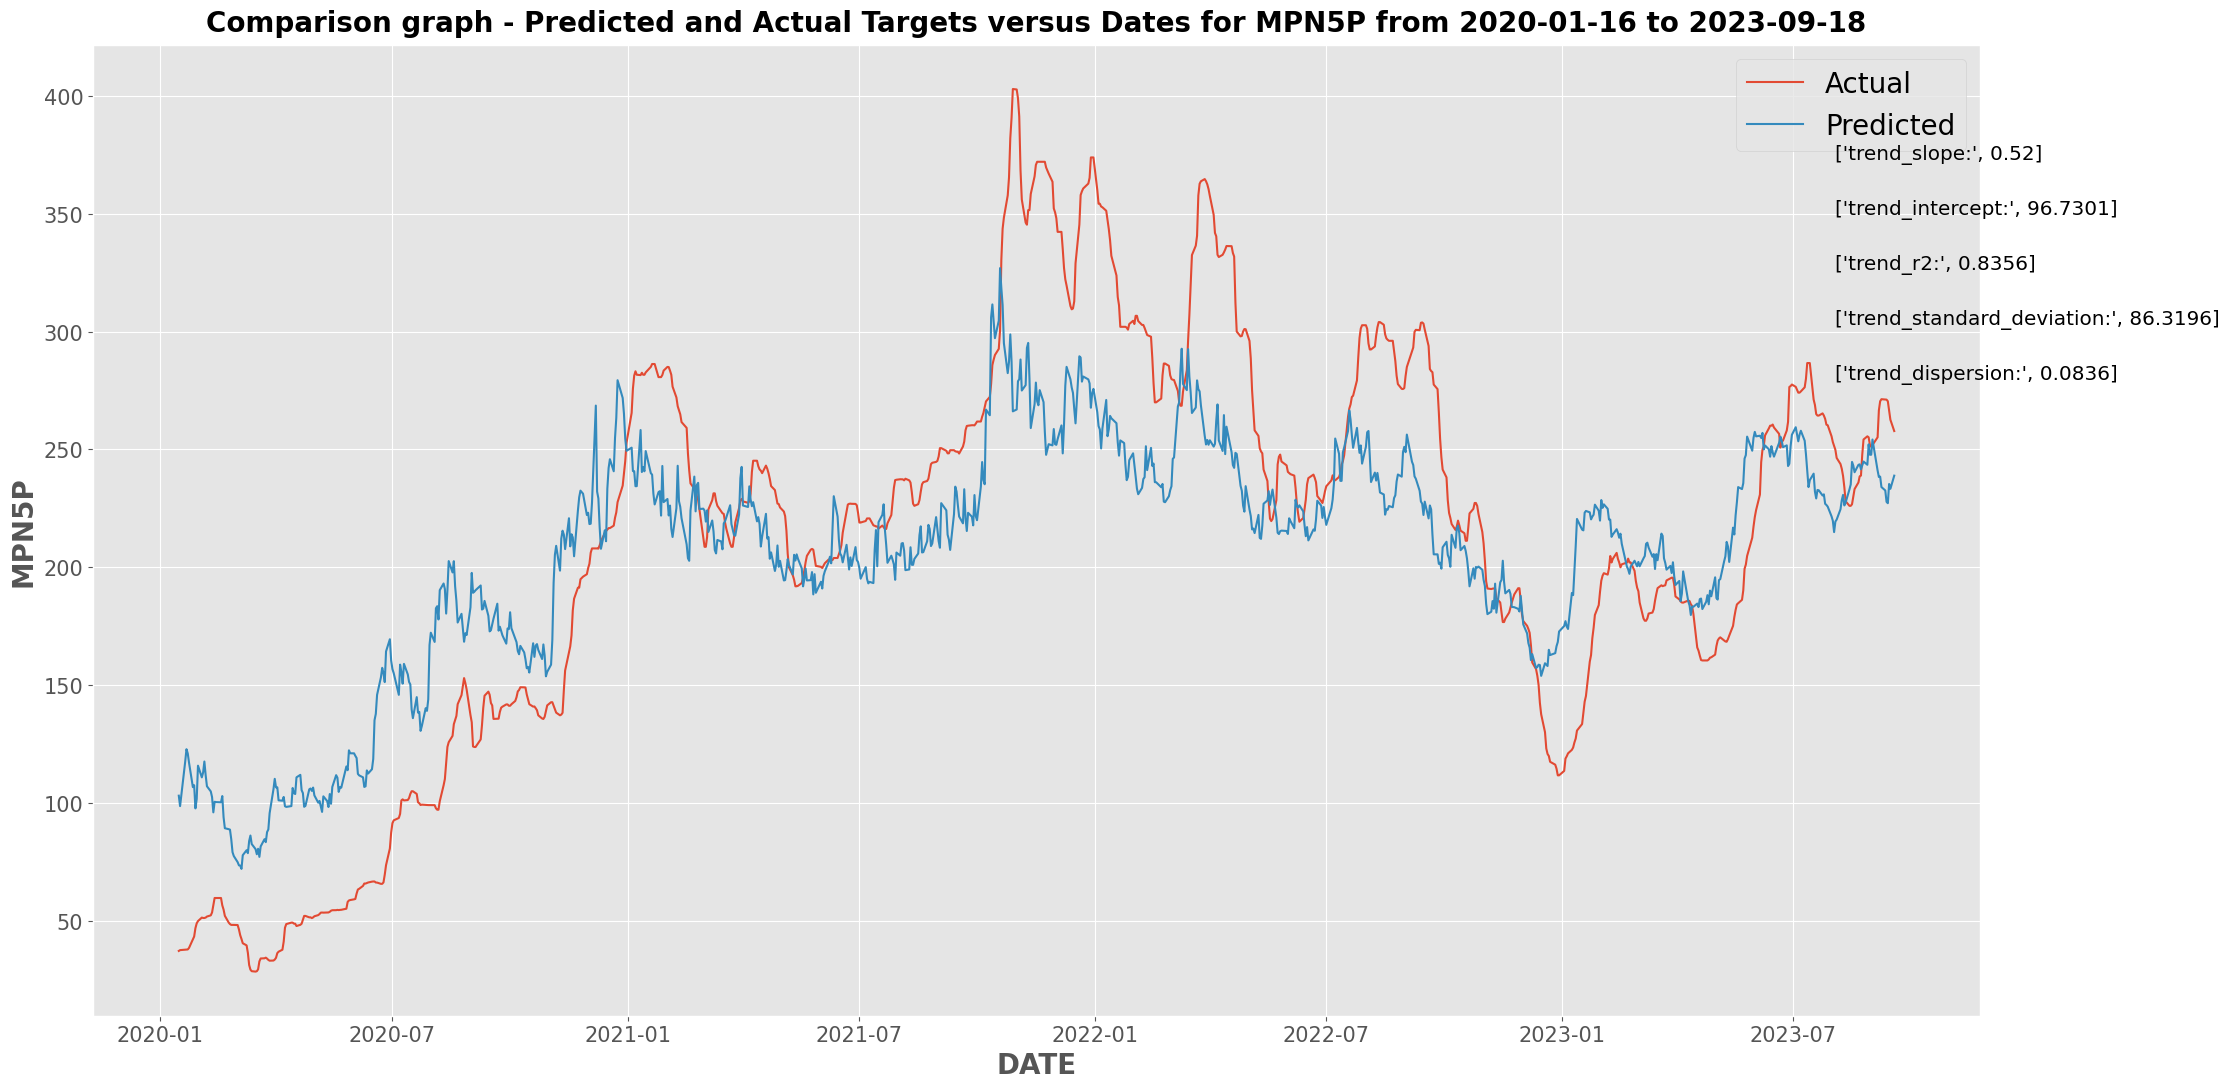 Comparison graph - Predicted and Actual Targets versus Dates for MPN5P from 2020-01-16 to 2023-09-18
Actual
Predicted
['trend_slope:', 0.52]
['trend_intercept:', 96.7301]
['trend_r2:', 0.8356]
['trend_standard_deviation:', 86.3196]
['trend_dispersion:', 0.0836]
MPN5P
400
350
300
250
200
150
100
50
2020-01 2020-07 2021-01 2021-07 2022-01 2022-07 2023-01 2023-07
DATE